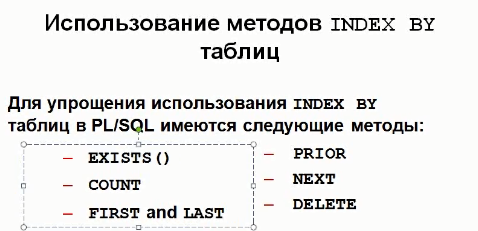 Использование методов INDEX BY
таблиц
Для упрощения использования INDEX BY
таблиц в PL/SQL имеются следующие методы:
– EXISTS()
– COUNT
– FIRST and LAST
– PRIOR
– NEXT
– DELETE